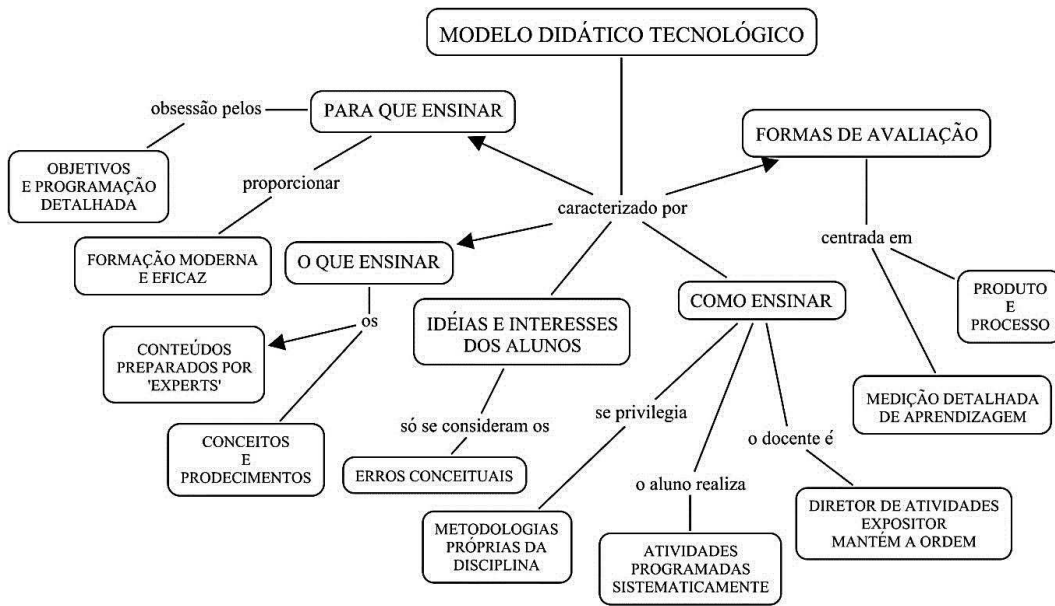 MODELO DIDÁTICO TECNOLÓGICO
obsessão pelos
PARA QUE ENSINAR
FORMAS DE AVALIAÇÃO
OBJETIVOS
E PROGRAMAÇÃO
DETALHADA
proporcionar
caracterizado por
FORMAÇÃO MODERNA
E EFICAZ
O QUE ENSINAR
centrada em
os
IDÉIAS E INTERESSES
DOS ALUNOS
COMO ENSINAR
PRODUTO
E
PROCESSO
CONTEÚDOS
PREPARADOS POR
'EXPERTS'
MEDIÇÃO DETALHADA
DE APRENDIZAGEM
só se consideram os
se privilegia
o docente é
CONCEITOS
E
PRODECIMENTOS
ERROS CONCEITUAIS
o aluno realiza
METODOLOGIAS
PRÓPRIAS DA
DISCIPLINA
ATIVIDADES
PROGRAMADAS
SISTEMATICAMENTE
DIRETOR DE ATIVIDADES
EXPOSITOR
MANTÉM A ORDEM